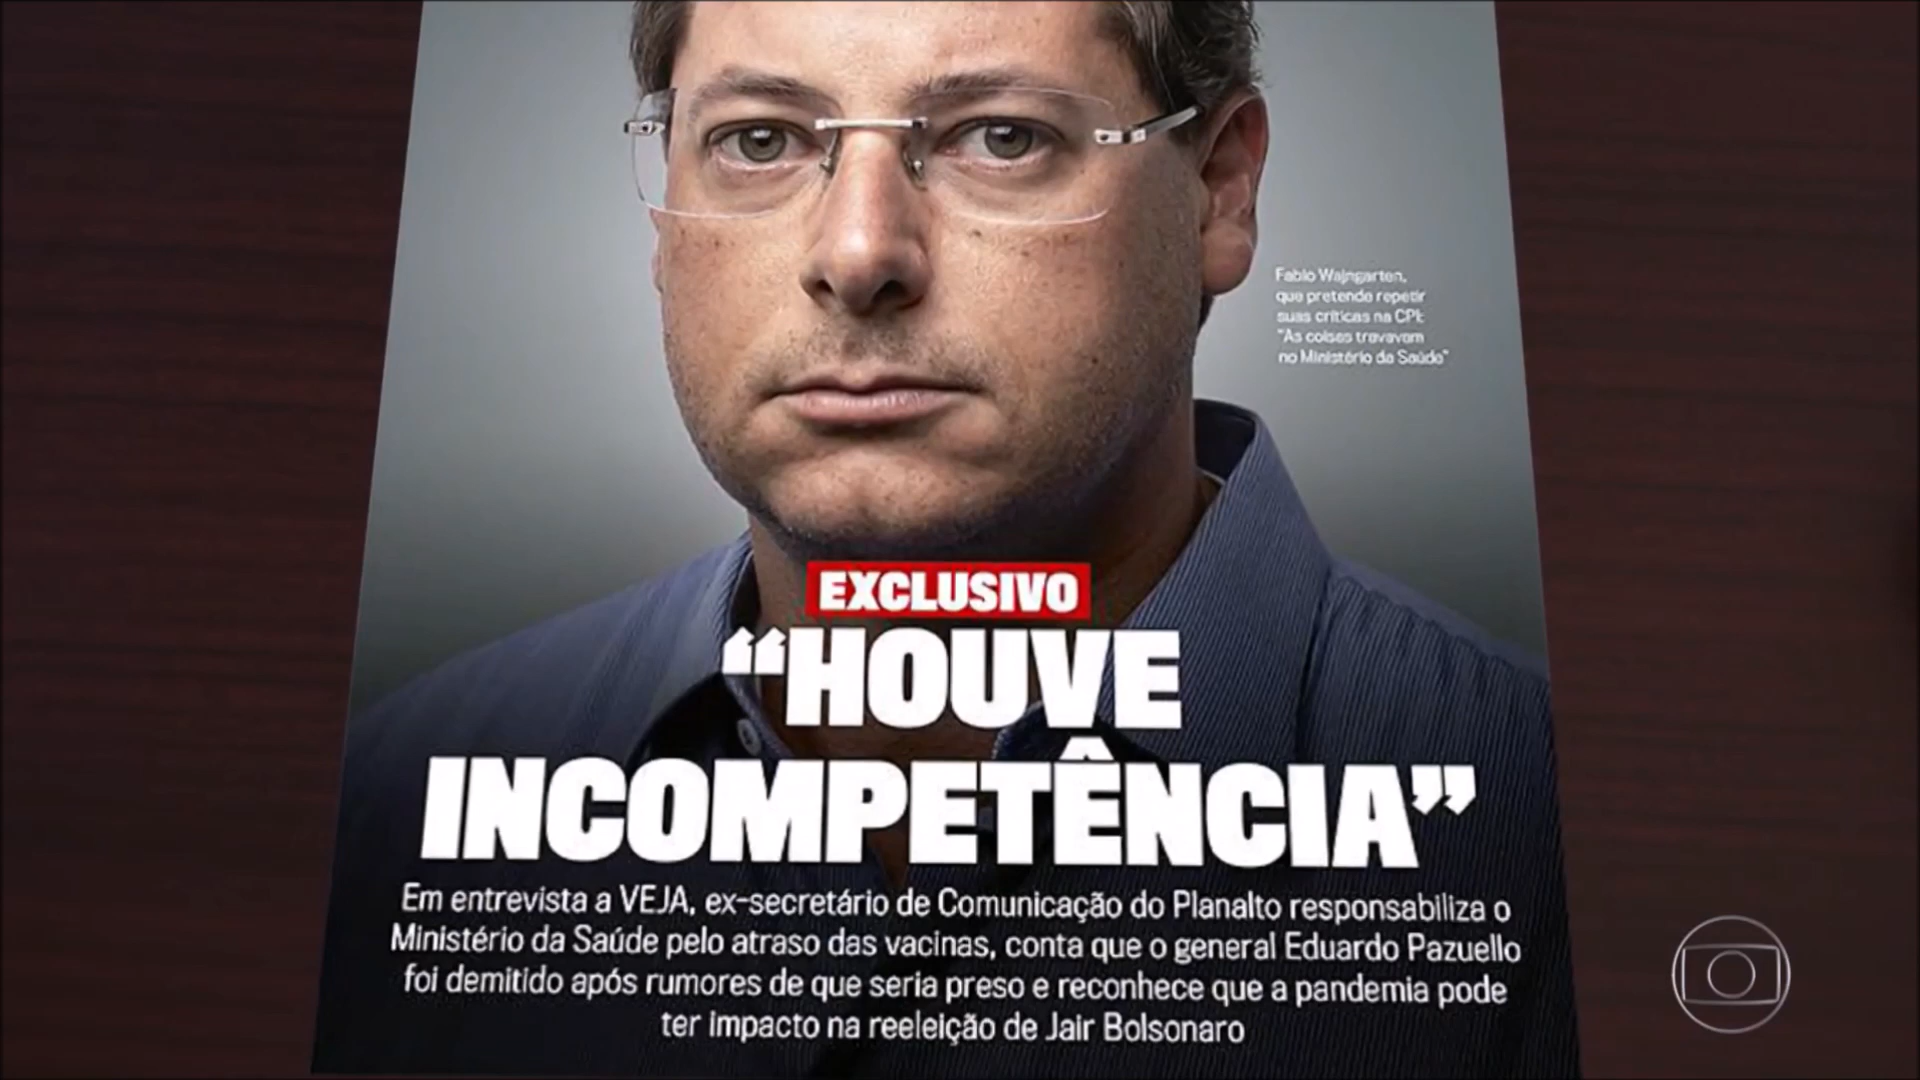 Fabio Wajngarten,
que pretende repetir
suas críticas na CPI:
"As coisas travavam
no Ministério da Saúde"
EXCLUSIVO
“HOUVE
INCOMPETÊNCIA”
Em entrevista a VEJA, ex-secretário de Comunicação do Planalto responsabiliza o
Ministério da Saúde pelo atraso das vacinas, conta que o general Eduardo Pazuello
foi demitido após rumores de que seria preso e reconhece que a pandemia pode
ter impacto na reeleição de Jair Bolsonaro